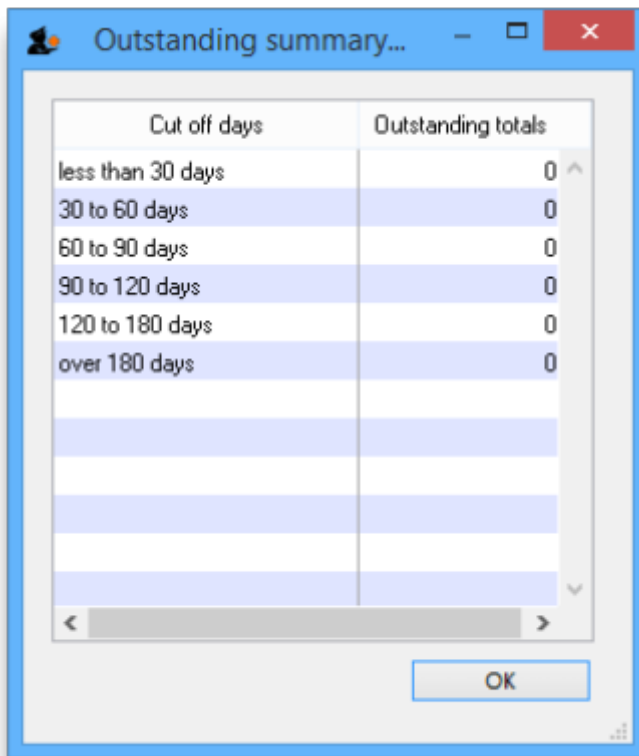 Outstanding summary...
Cut off days Outstanding totals
less than 30 days 0
30 to 60 days 0
60 to 90 days 0
90 to 120 days 0
120 to 180 days 0
over 180 days 0
OK